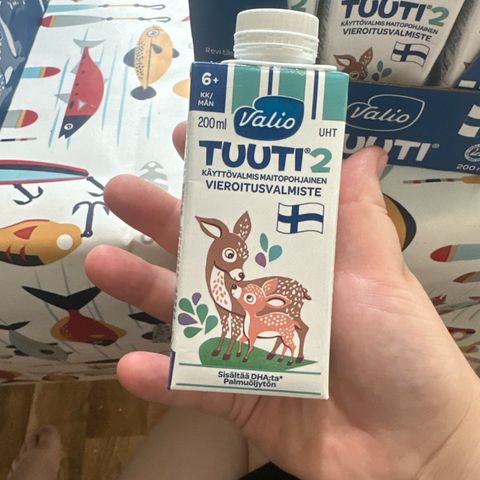 TUUTI®2
KÄYTTÖVALMIS MAITOPOHJAINEN
VIEROITUSVALMISTE
6+
KK/
MÅN
Valio
200 ml
UHT
TUUTI®2
KÄYTTÖVALMIS MAITOPOHJAINEN
VIEROITUSVALMISTE
Sisältää DHA:ta*
Palmuöljytön
Valio
TUUTI®